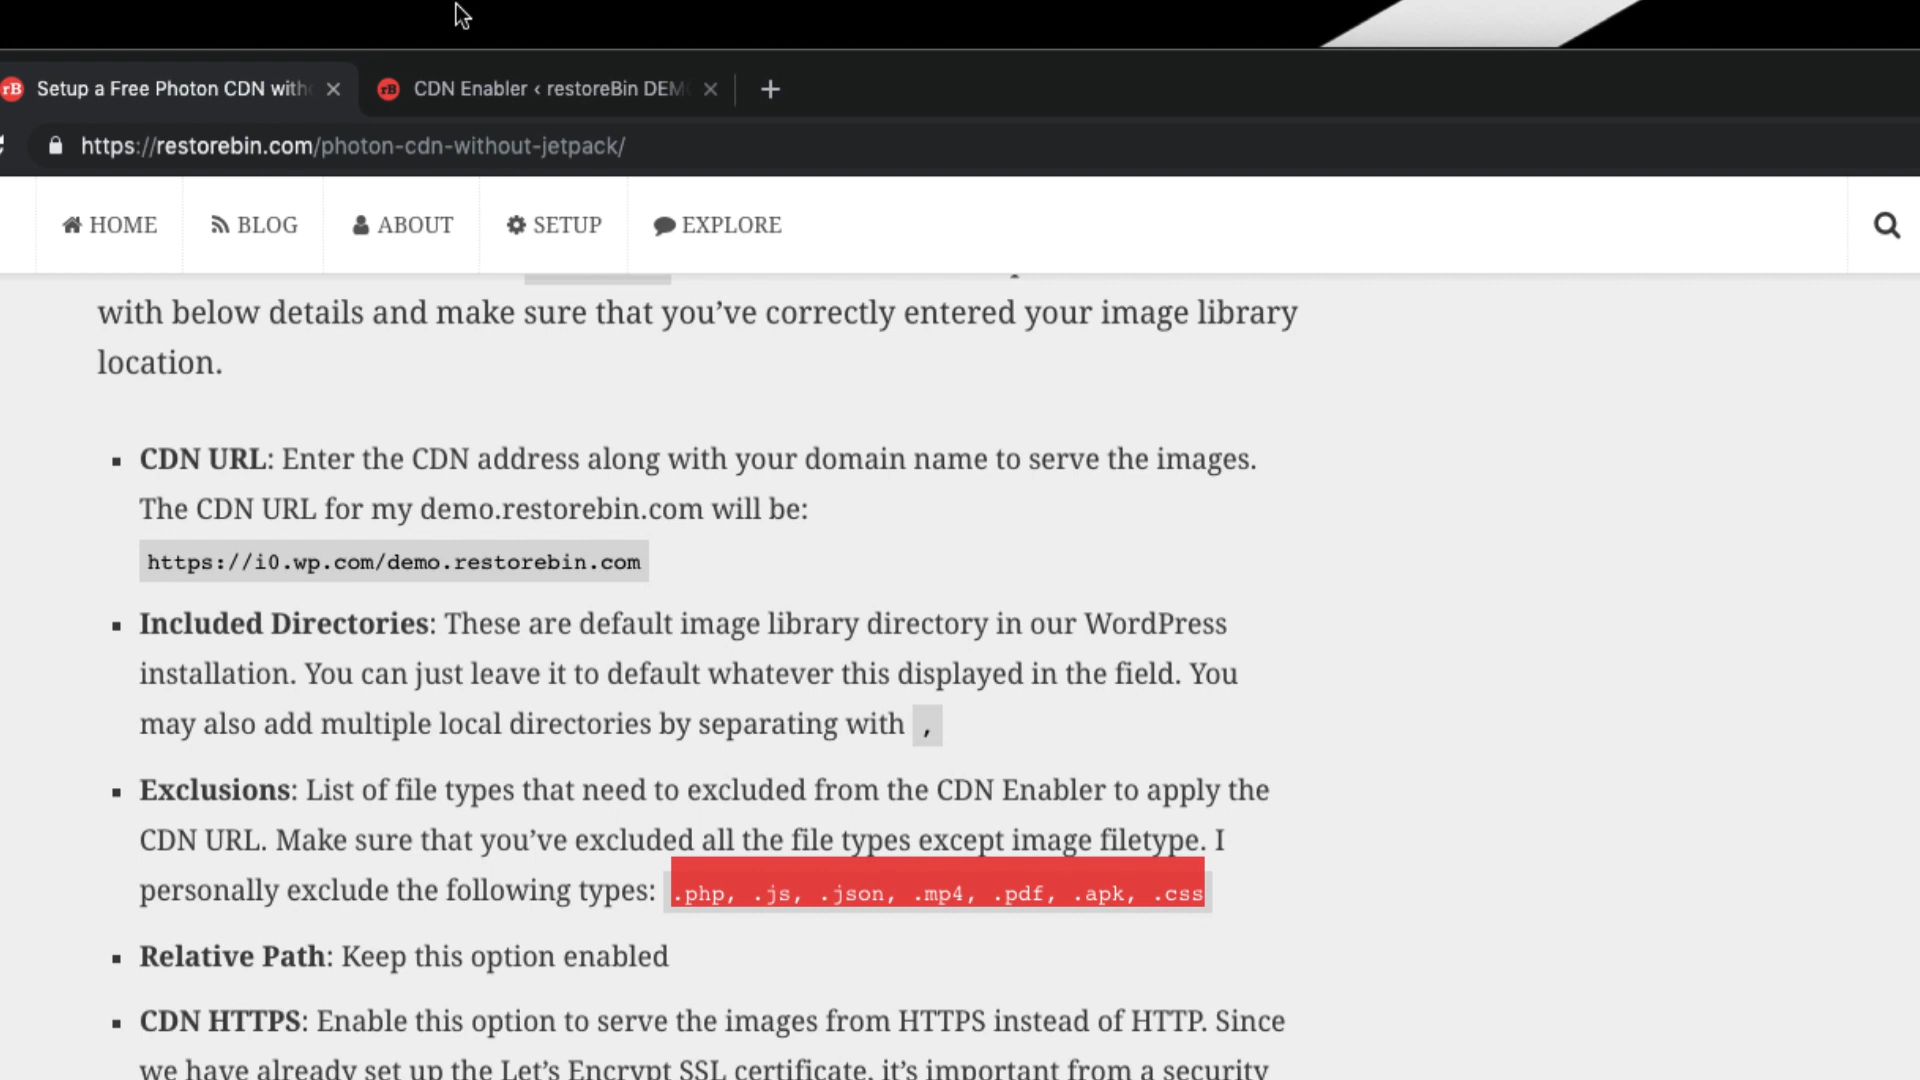 rB Setup a Free Photon CDN with
rB CDN Enabler ‹ restoreBin DEM
https://restorebin.com/photon-cdn-without-jetpack/
HOME BLOG ABOUT SETUP EXPLORE
with below details and make sure that you’ve correctly entered your image library
location.
CDN URL: Enter the CDN address along with your domain name to serve the images.
The CDN URL for my demo.restorebin.com will be:
https://i0.wp.com/demo.restorebin.com
Included Directories: These are default image library directory in our WordPress
installation. You can just leave it to default whatever this displayed in the field. You
may also add multiple local directories by separating with ,
Exclusions: List of file types that need to excluded from the CDN Enabler to apply the
CDN URL. Make sure that you’ve excluded all the file types except image filetype. I
personally exclude the following types: .php, .js, .json, .mp4, .pdf, .apk, .css
Relative Path: Keep this option enabled
CDN HTTPS: Enable this option to serve the images from HTTPS instead of HTTP. Since
we have already set up the Let’s Encrypt SSL certificate, it’s important from a security